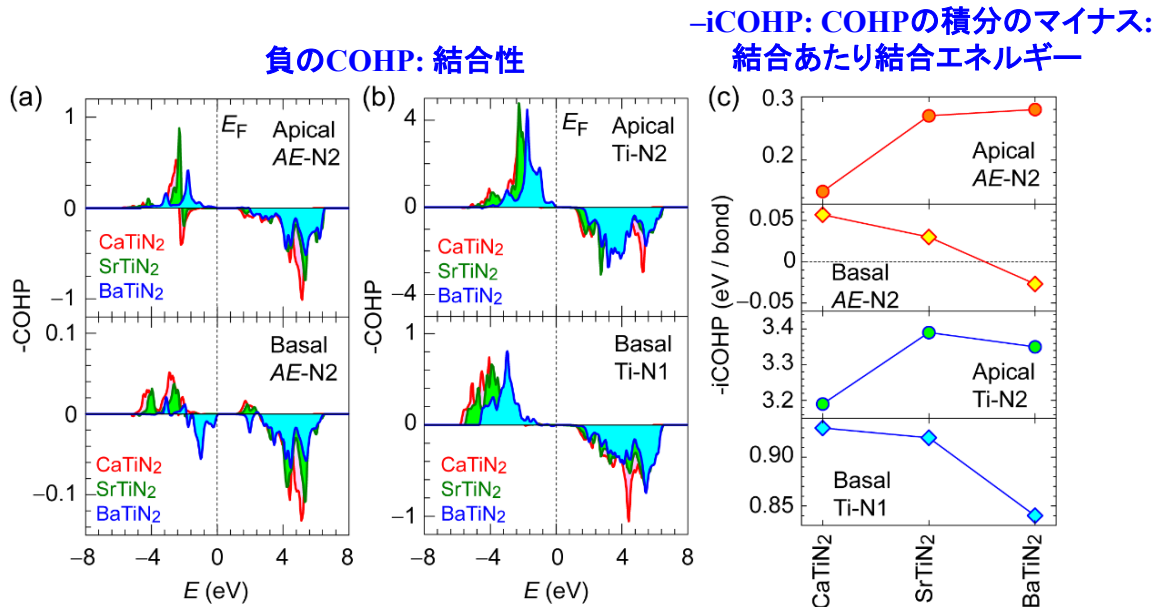 負のCOHP: 結合性
–iCOHP: COHPの積分のマイナス:
結合あたり結合エネルギー
(a)
-COHP
1
0
−1
E_F
Apical
AE-N2
CaTiN2
SrTiN2
BaTiN2
0.1
0
−0.1
Basal
AE-N2
CaTiN2
SrTiN2
BaTiN2
−8
−4
0
4
8
E (eV)
(b)
-COHP
4
0
−4
E_F
Apical
Ti-N2
CaTiN2
SrTiN2
BaTiN2
1
0
−1
Basal
Ti-N1
CaTiN2
SrTiN2
BaTiN2
−8
−4
0
4
8
E (eV)
(c)
-iCOHP (eV / bond)
0.3
0.2
Apical
AE-N2
0.05
0
−0.05
Basal
AE-N2
3.4
3.3
3.2
Apical
Ti-N2
0.90
0.85
Basal
Ti-N1
CaTiN2
SrTiN2
BaTiN2